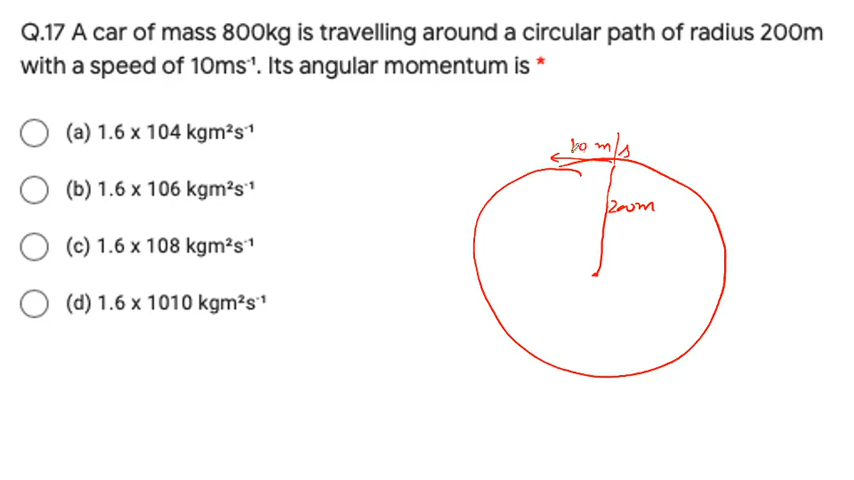 Q.17 A car of mass 800kg is travelling around a circular path of radius 200m
with a speed of 10ms⁻¹. Its angular momentum is *
(a) 1.6 x 104 kgm²s⁻¹
(b) 1.6 x 106 kgm²s⁻¹
(c) 1.6 x 108 kgm²s⁻¹
(d) 1.6 x 1010 kgm²s⁻¹
10 m/s
200m